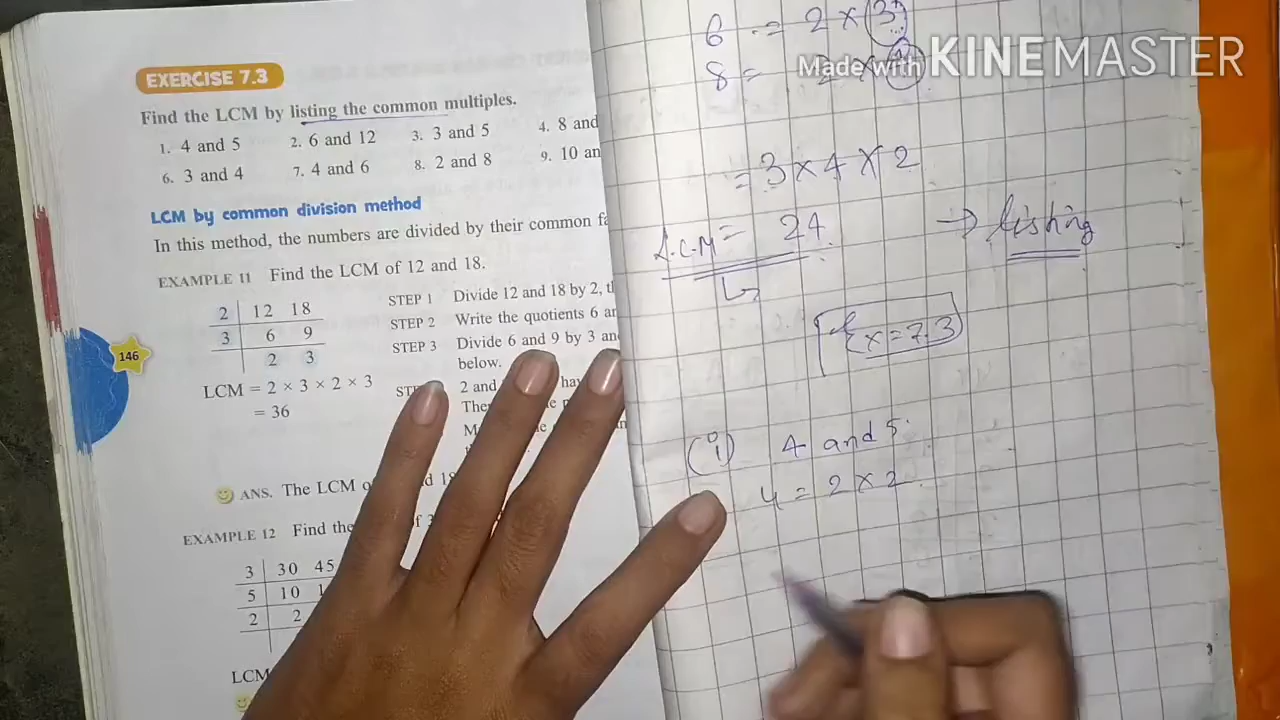 EXERCISE 7.3
Find the LCM by listing the common multiples.
1. 4 and 5 2. 6 and 12 3. 3 and 5 4. 8 and
6. 3 and 4 7. 4 and 6 8. 2 and 8 9. 10 an
LCM by common division method
In this method, the numbers are divided by their common fa
EXAMPLE 11 Find the LCM of 12 and 18.
2 12 18
3 6 9
2 3
STEP 1 Divide 12 and 18 by 2, t
STEP 2 Write the quotients 6 an
STEP 3 Divide 6 and 9 by 3 an
below.
2 and
LCM = 2 × 3 × 2 × 3
= 36
146
ANS. The LCM
EXAMPLE 12 Find the
3 30 45
5 10
2 2
LCM
6 = 2 × 3
8 =
Made with KINEMASTER
= 3 × 4 × 2
L.C.M = 24 → listing
Ex = 7.3
(i) 4 and 5
4 = 2 × 2